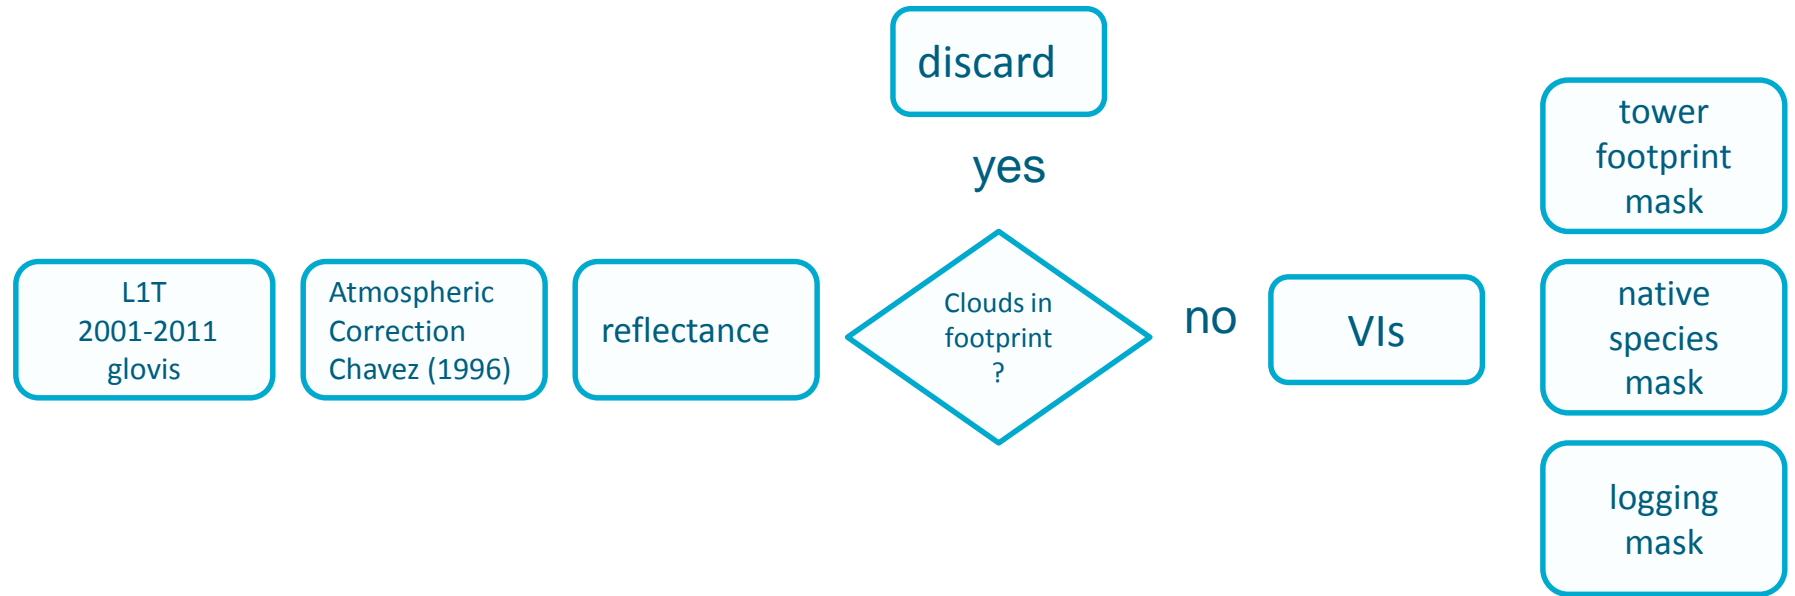 discard
yes
L1T
2001-2011
glovis
Atmospheric
Correction
Chavez (1996)
reflectance
Clouds in
footprint
?
no
VIs
tower
footprint
mask
native
species
mask
logging
mask